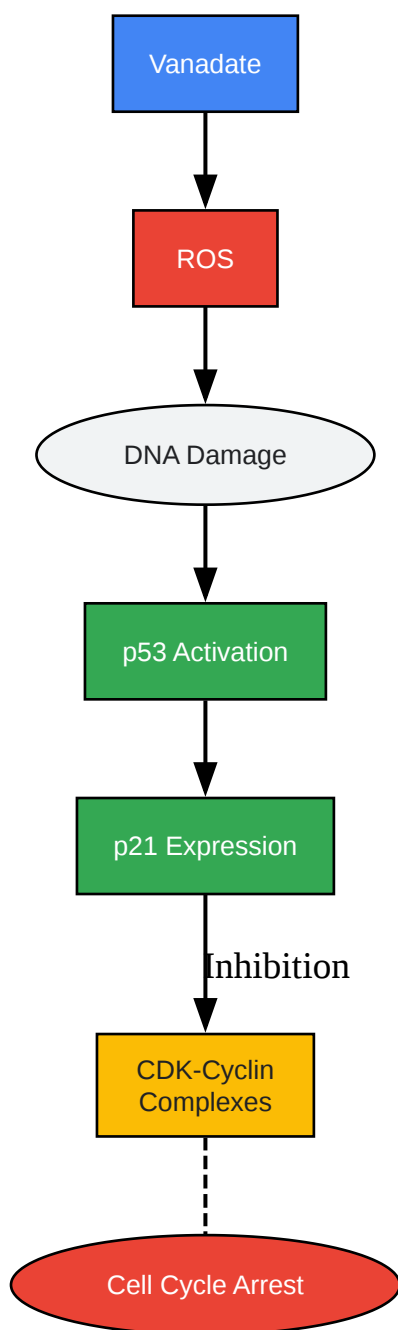 Vanadate
ROS
DNA Damage
p53 Activation
p21 Expression
Inhibition
CDK-Cyclin
Complexes
Cell Cycle Arrest